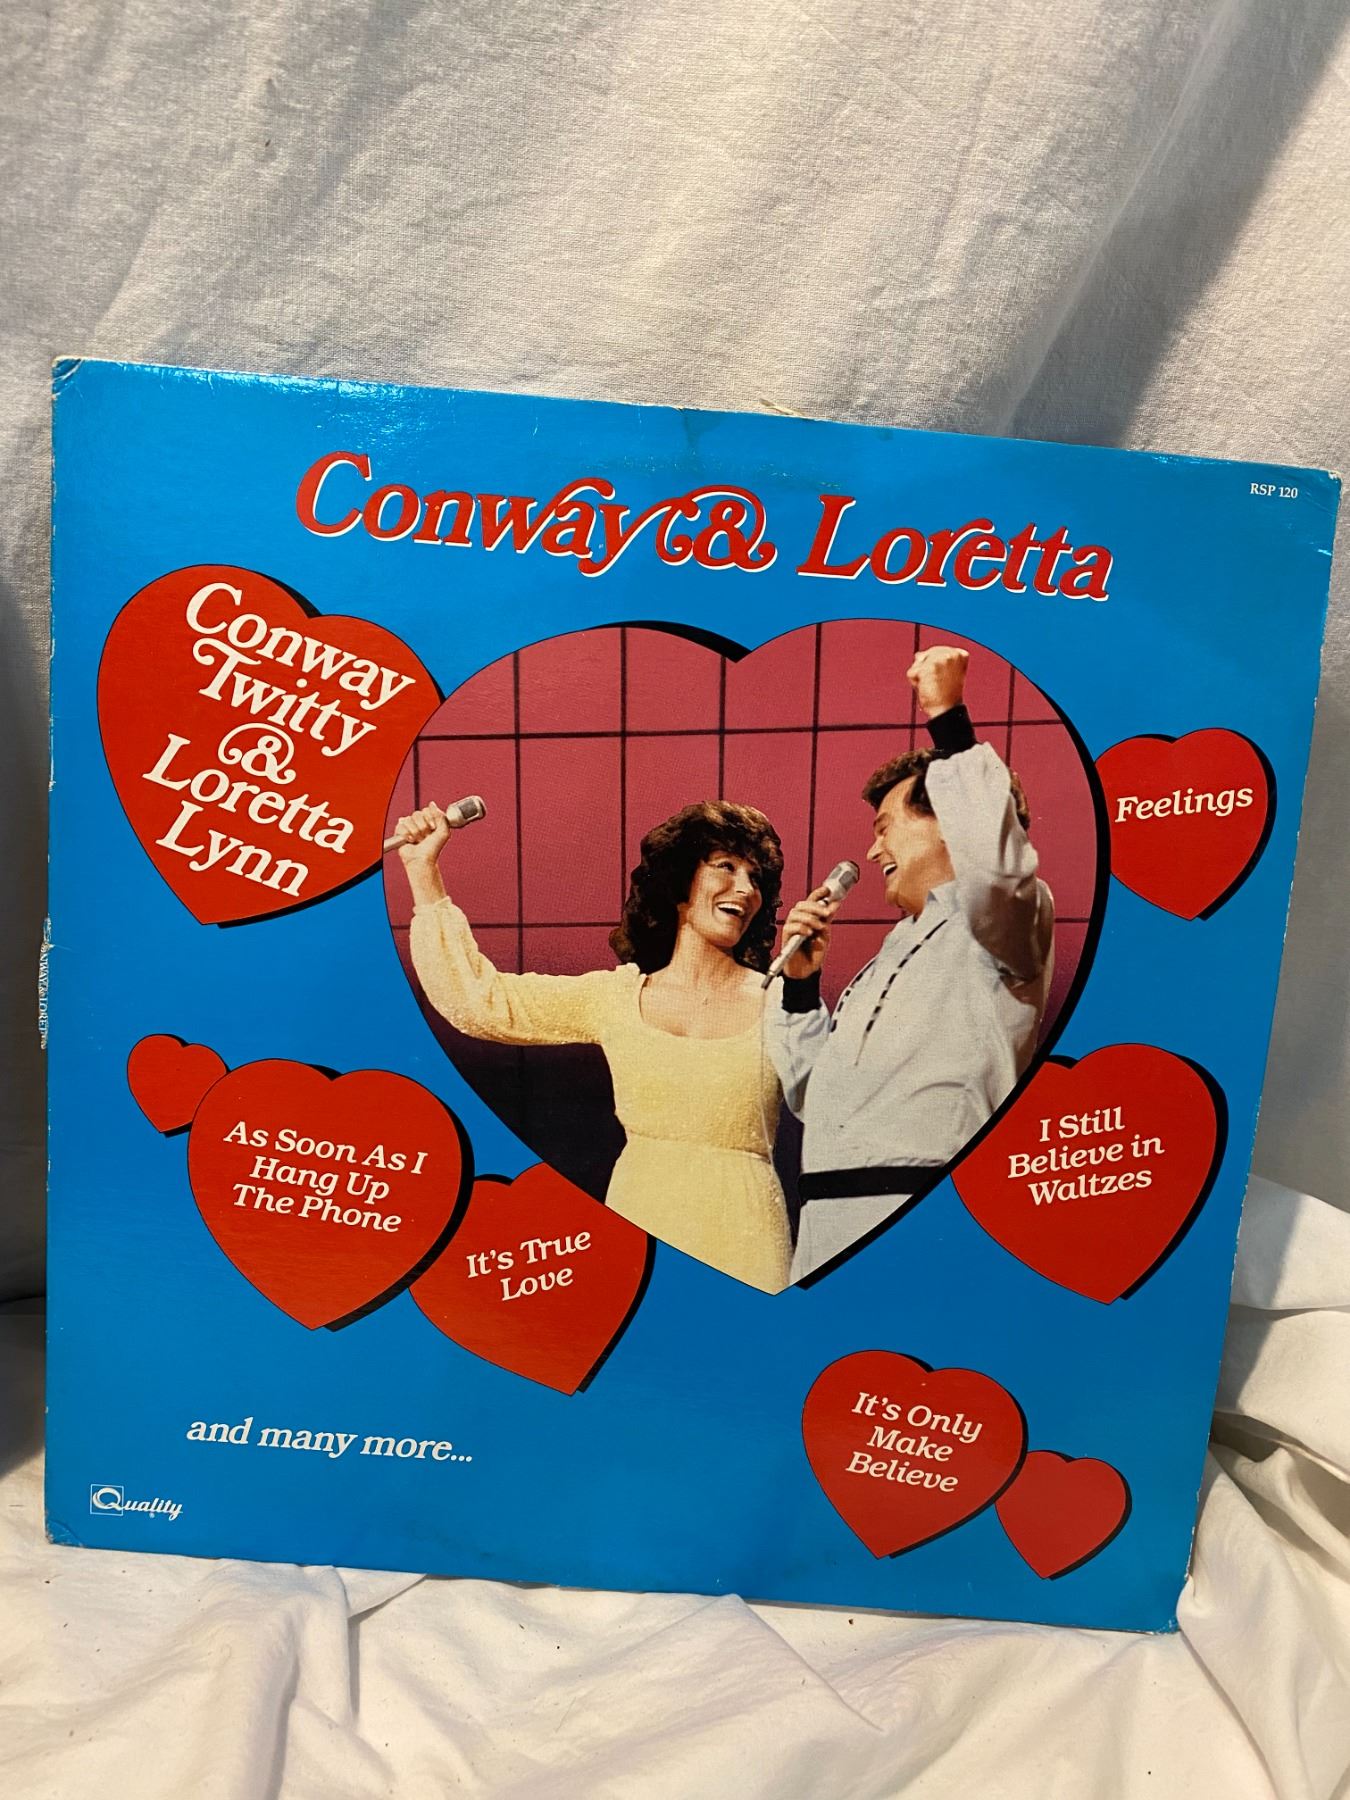 RSP 120
Conway & Loretta
Conway
Twitty
&
Loretta
Lynn
Feelings
As Soon As I
Hang Up
The Phone
It's True
Love
I Still
Believe in
Waltzes
It's Only
Make
Believe
and many more...
Quality